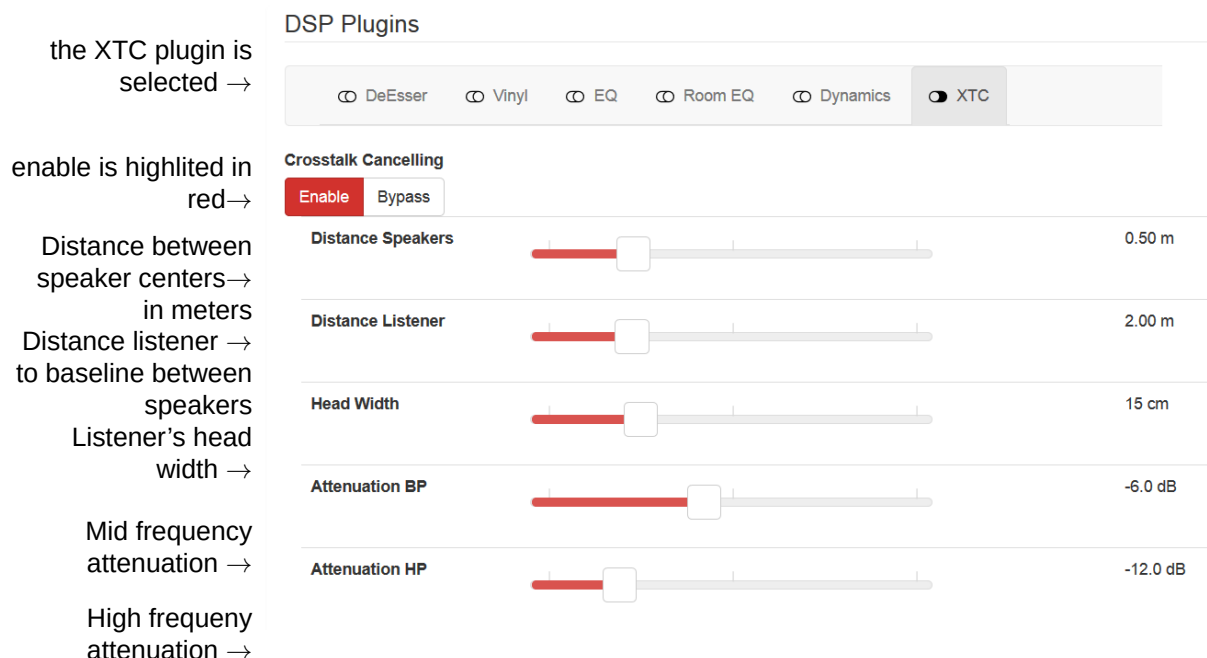 DSP Plugins
the XTC plugin is
selected →
DeEsser Vinyl EQ Room EQ Dynamics XTC
enable is highlited in
red→
Crosstalk Cancelling
Enable Bypass
Distance between
speaker centers→
in meters
Distance Speakers 0.50 m
Distance listener →
to baseline between
speakers
Distance Listener 2.00 m
Listener’s head
width →
Head Width 15 cm
Mid frequency
attenuation →
Attenuation BP -6.0 dB
High frequeny
attenuation →
Attenuation HP -12.0 dB